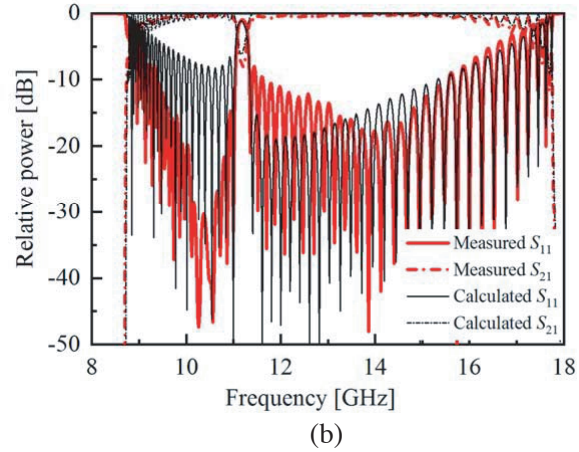 0
-10
-20
-30
-40
-50
Relative power [dB]
Measured S11
Measured S21
Calculated S11
Calculated S21
8 10 12 14 16 18
Frequency [GHz]
(b)